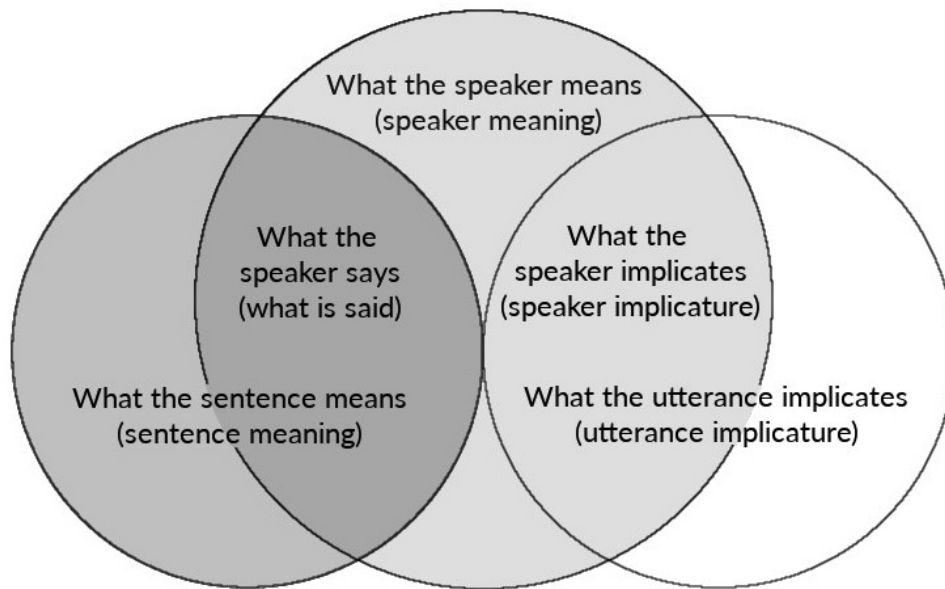 What the speaker means
(speaker meaning)
What the
speaker says
(what is said)
What the
speaker implicates
(speaker implicature)
What the sentence means
(sentence meaning)
What the utterance implicates
(utterance implicature)